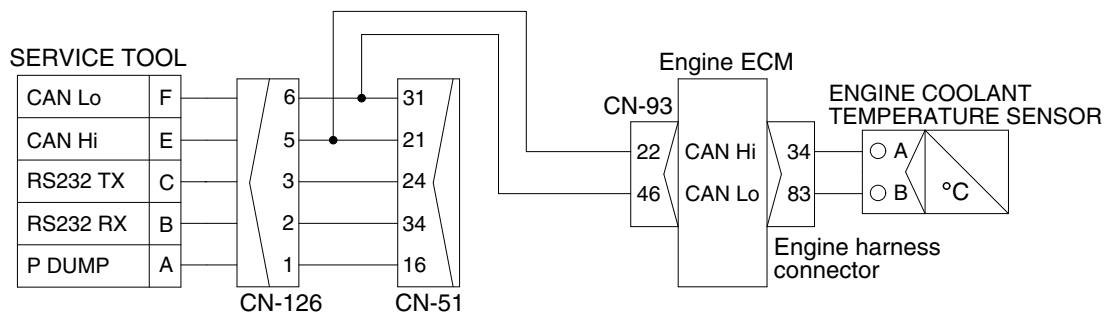 SERVICE TOOL
CAN Lo F 6 31
CAN Hi E 5 21
RS232 TX C 3 24
RS232 RX B 2 34
P DUMP A 1 16
CN-126 CN-51
Engine ECM
CN-93
22 CAN Hi 34
46 CAN Lo 83
Engine harness
connector
ENGINE COOLANT
TEMPERATURE SENSOR
A
B °C